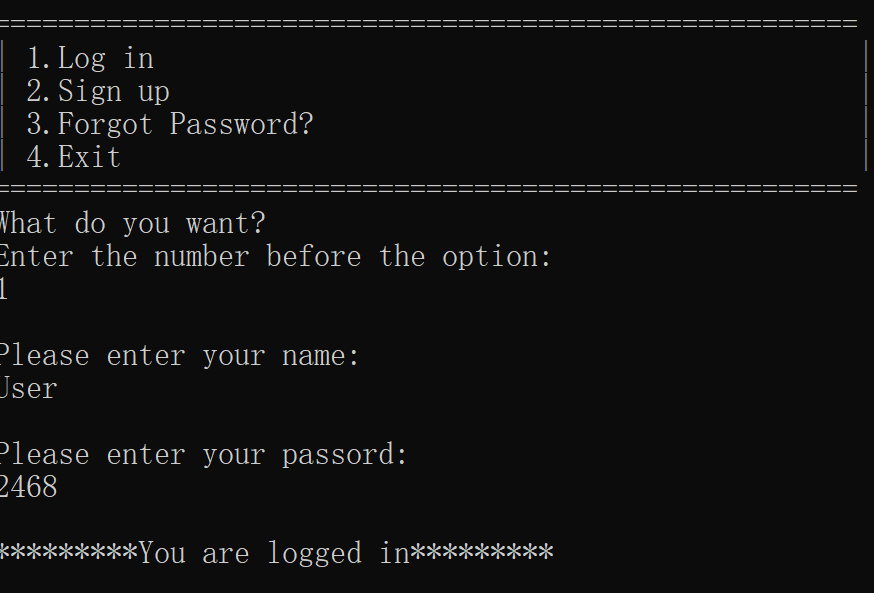 =======================================================
| 1.Log in |
| 2.Sign up |
| 3.Forgot Password? |
| 4.Exit |
=======================================================
What do you want?
Enter the number before the option:
1
Please enter your name:
User
Please enter your passord:
2468
*********You are logged in*********